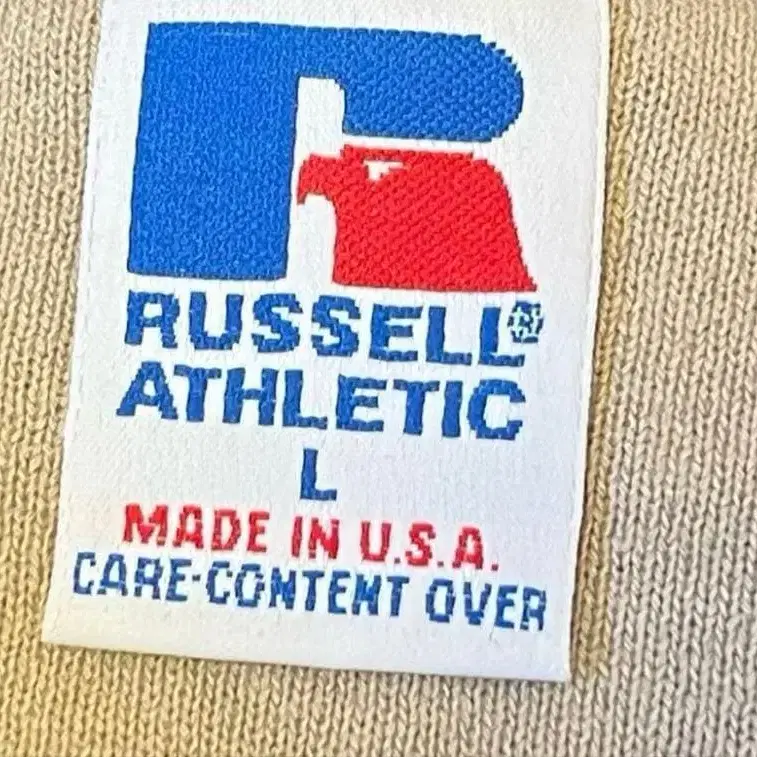 RUSSELL®
ATHLETIC
L
MADE IN U.S.A.
CARE-CONTENT OVER